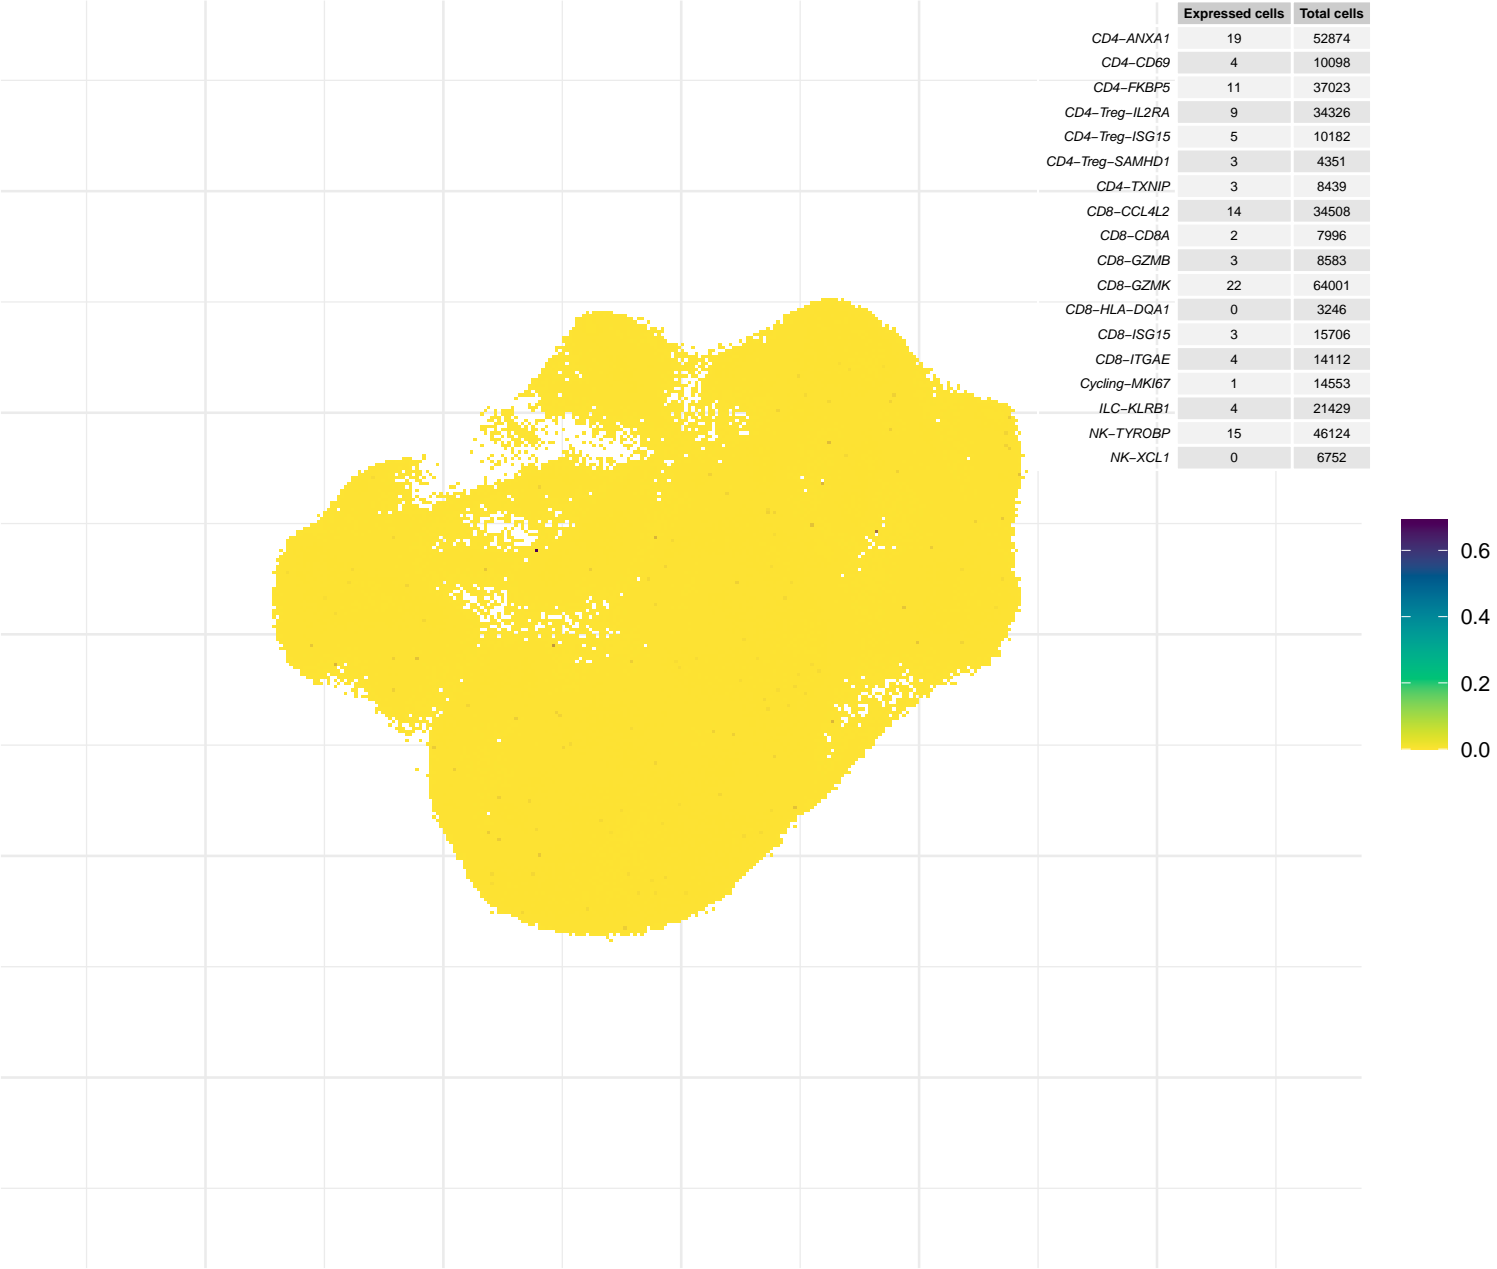 Expressed cells Total cells
CD4−ANXA1 19 52874
CD4−CD69 4 10098
CD4−FKBP5 11 37023
CD4−Treg−IL2RA 9 34326
CD4−Treg−ISG15 5 10182
CD4−Treg−SAMHD1 3 4351
CD4−TXNIP 3 8439
CD8−CCL4L2 14 34508
CD8−CD8A 2 7996
CD8−GZMB 3 8583
CD8−GZMK 22 64001
CD8−HLA−DQA1 0 3246
CD8−ISG15 3 15706
CD8−ITGAE 4 14112
Cycling−MKI67 1 14553
ILC−KLRB1 4 21429
NK−TYROBP 15 46124
NK−XCL1 0 6752
0.6
0.4
0.2
0.0